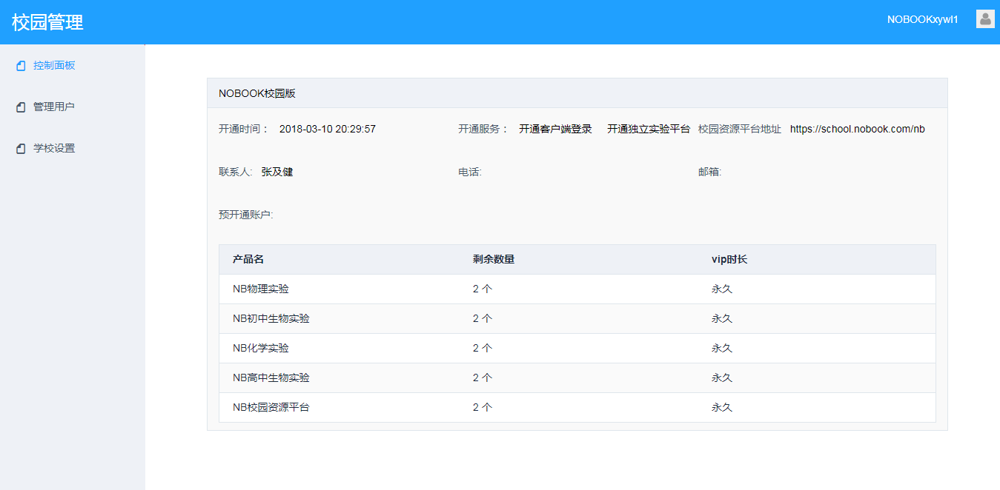 校园管理
NOBOOKxywl1
控制面板
管理用户
学校设置
NOBOOK校园版
开通时间： 2018-03-10 20:29:57 开通服务： 开通客户端登录 开通独立实验平台 校园资源平台地址 https://school.nobook.com/nb
联系人: 张及健 电话: 邮箱:
预开通账户:
产品名 剩余数量 vip时长
NB物理实验 2 个 永久
NB初中生物实验 2 个 永久
NB化学实验 2 个 永久
NB高中生物实验 2 个 永久
NB校园资源平台 2 个 永久